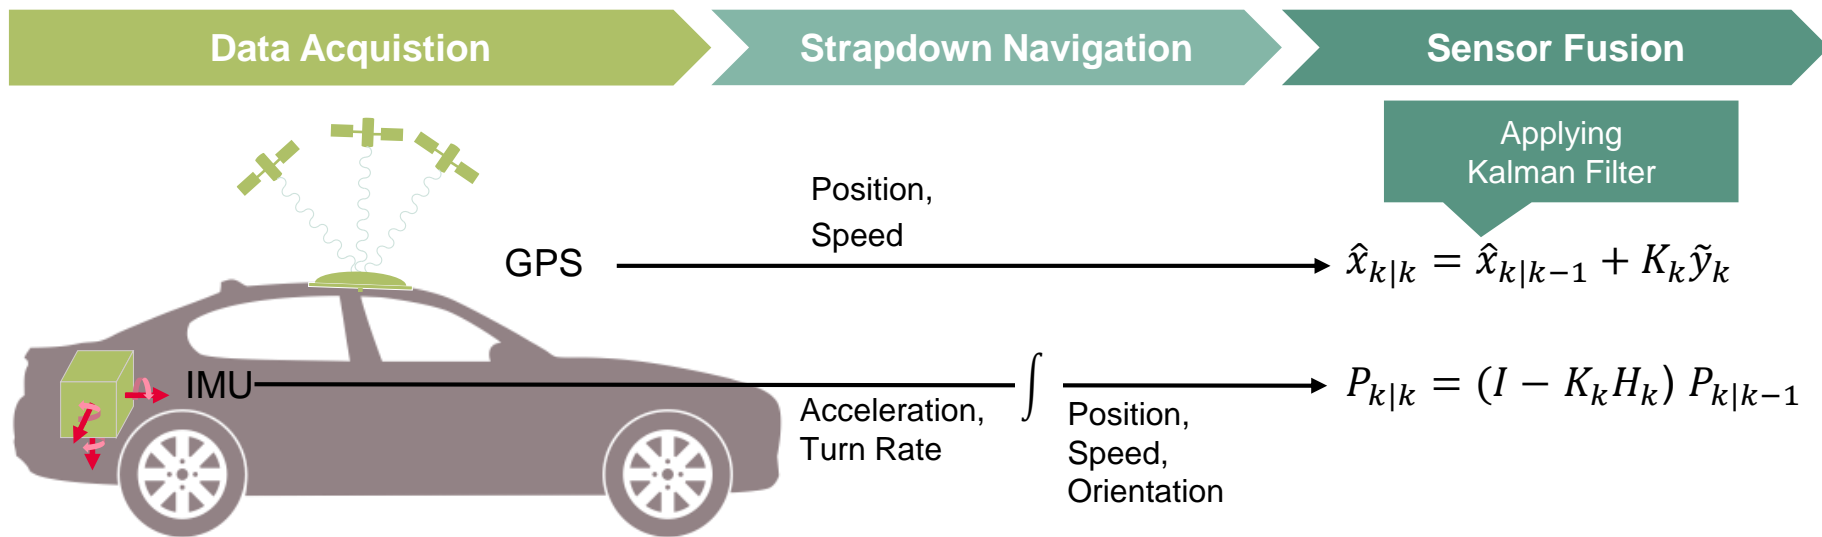 Data Acquistion
Strapdown Navigation
Sensor Fusion
Applying
Kalman Filter
Position,
Speed
GPS
x̂ₖ|ₖ = x̂ₖ|ₖ₋₁ + Kₖỹₖ
IMU
∫
Pₖ|ₖ = (I − KₖHₖ) Pₖ|ₖ₋₁
Acceleration,
Turn Rate
Position,
Speed,
Orientation